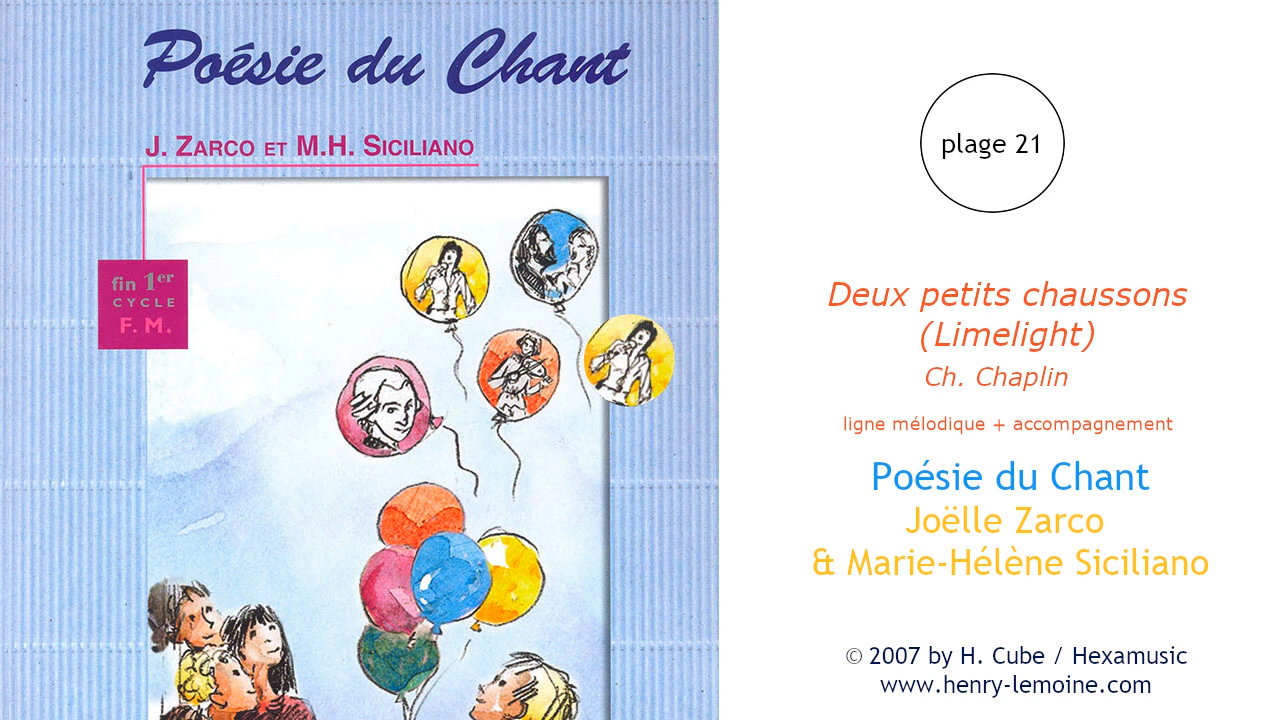 Poésie du Chant
J. ZARCO ET M.H. SICILIANO
fin 1er
CYCLE
F. M.
plage 21
Deux petits chaussons
(Limelight)
Ch. Chaplin
ligne mélodique + accompagnement
Poésie du Chant
Joëlle Zarco
& Marie-Hélène Siciliano
© 2007 by H. Cube / Hexamusic
www.henry-lemoine.com